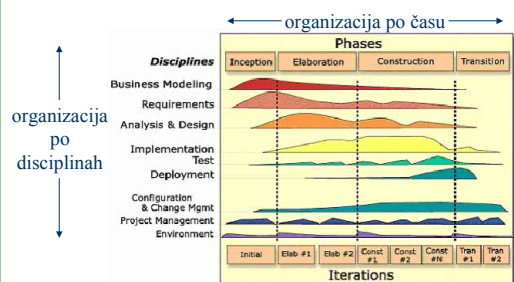 organizacija po času
Phases
Disciplines
Inception
Elaboration
Construction
Transition
Business Modeling
Requirements
Analysis & Design
Implementation
Test
Deployment
Configuration
& Change Mgmt
Project Management
Environment
organizacija
po
disciplinah
Initial
Elab #1
Elab #2
Const
#1
Const
#2
Const
#N
Tran
#1
Tran
#2
Iterations